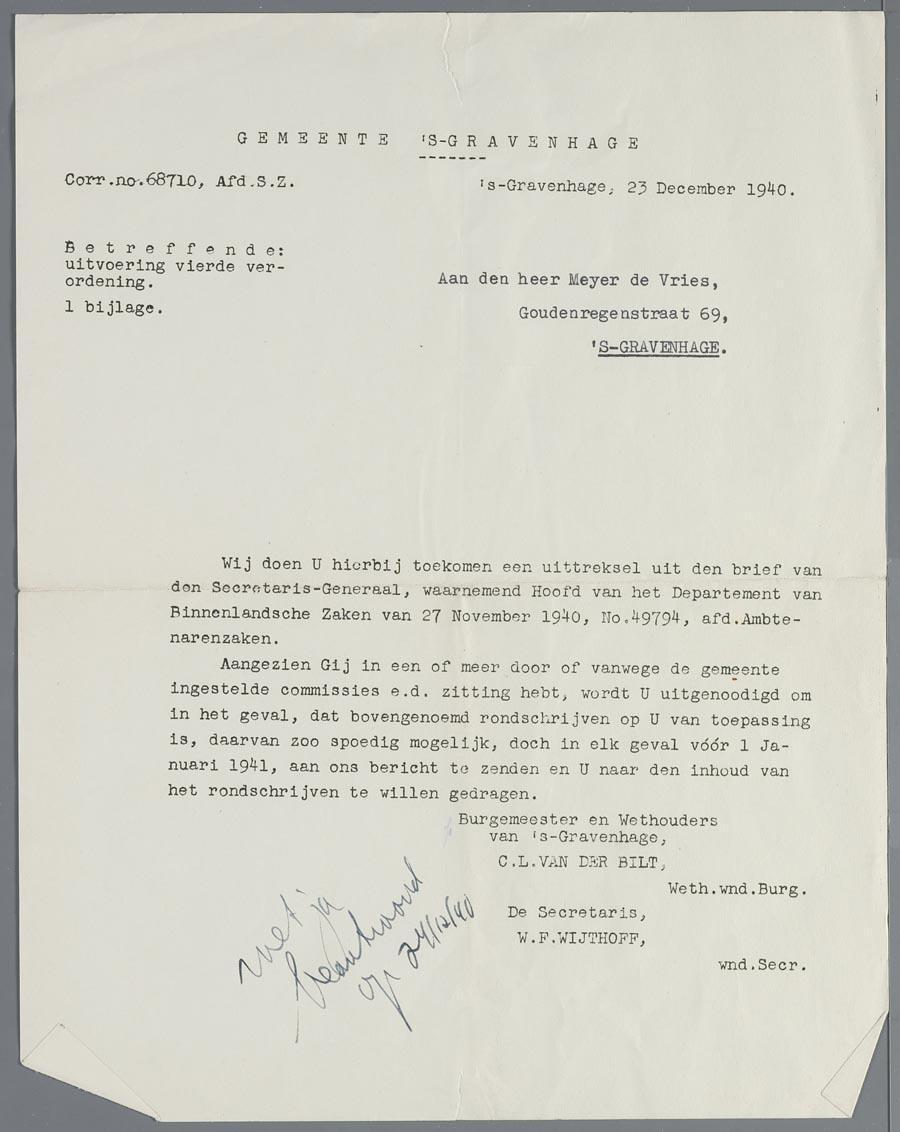 GEMEENTE 'S-GRAVENHAGE
-------
Corr.no.68710, Afd.S.Z.
's-Gravenhage, 23 December 1940.
Betreffende:
uitvoering vierde ver-
ordening.
1 bijlage.
Aan den heer Meyer de Vries,
Goudenregenstraat 69,
'S-GRAVENHAGE.
Wij doen U hierbij toekomen een uittreksel uit den brief van
den Secretaris-Generaal, waarnemend Hoofd van het Departement van
Binnenlandsche Zaken van 27 November 1940, No.49794, afd.Ambte-
narenzaken.
Aangezien Gij in een of meer door of vanwege de gemeente
ingestelde commissies e.d. zitting hebt, wordt U uitgenoodigd om
in het geval, dat bovengenoemd rondschrijven op U van toepassing
is, daarvan zoo spoedig mogelijk, doch in elk geval vóór 1 Ja-
nuari 1941, aan ons bericht te zenden en U naar den inhoud van
het rondschrijven te willen gedragen.
Burgemeester en Wethouders
van 's-Gravenhage,
C.L.VAN DER BILT,
Weth.wnd.Burg.
De Secretaris,
W.F.WIJTHOFF,
wnd.Secr.
met ja
beantwoord
op 24/12/40